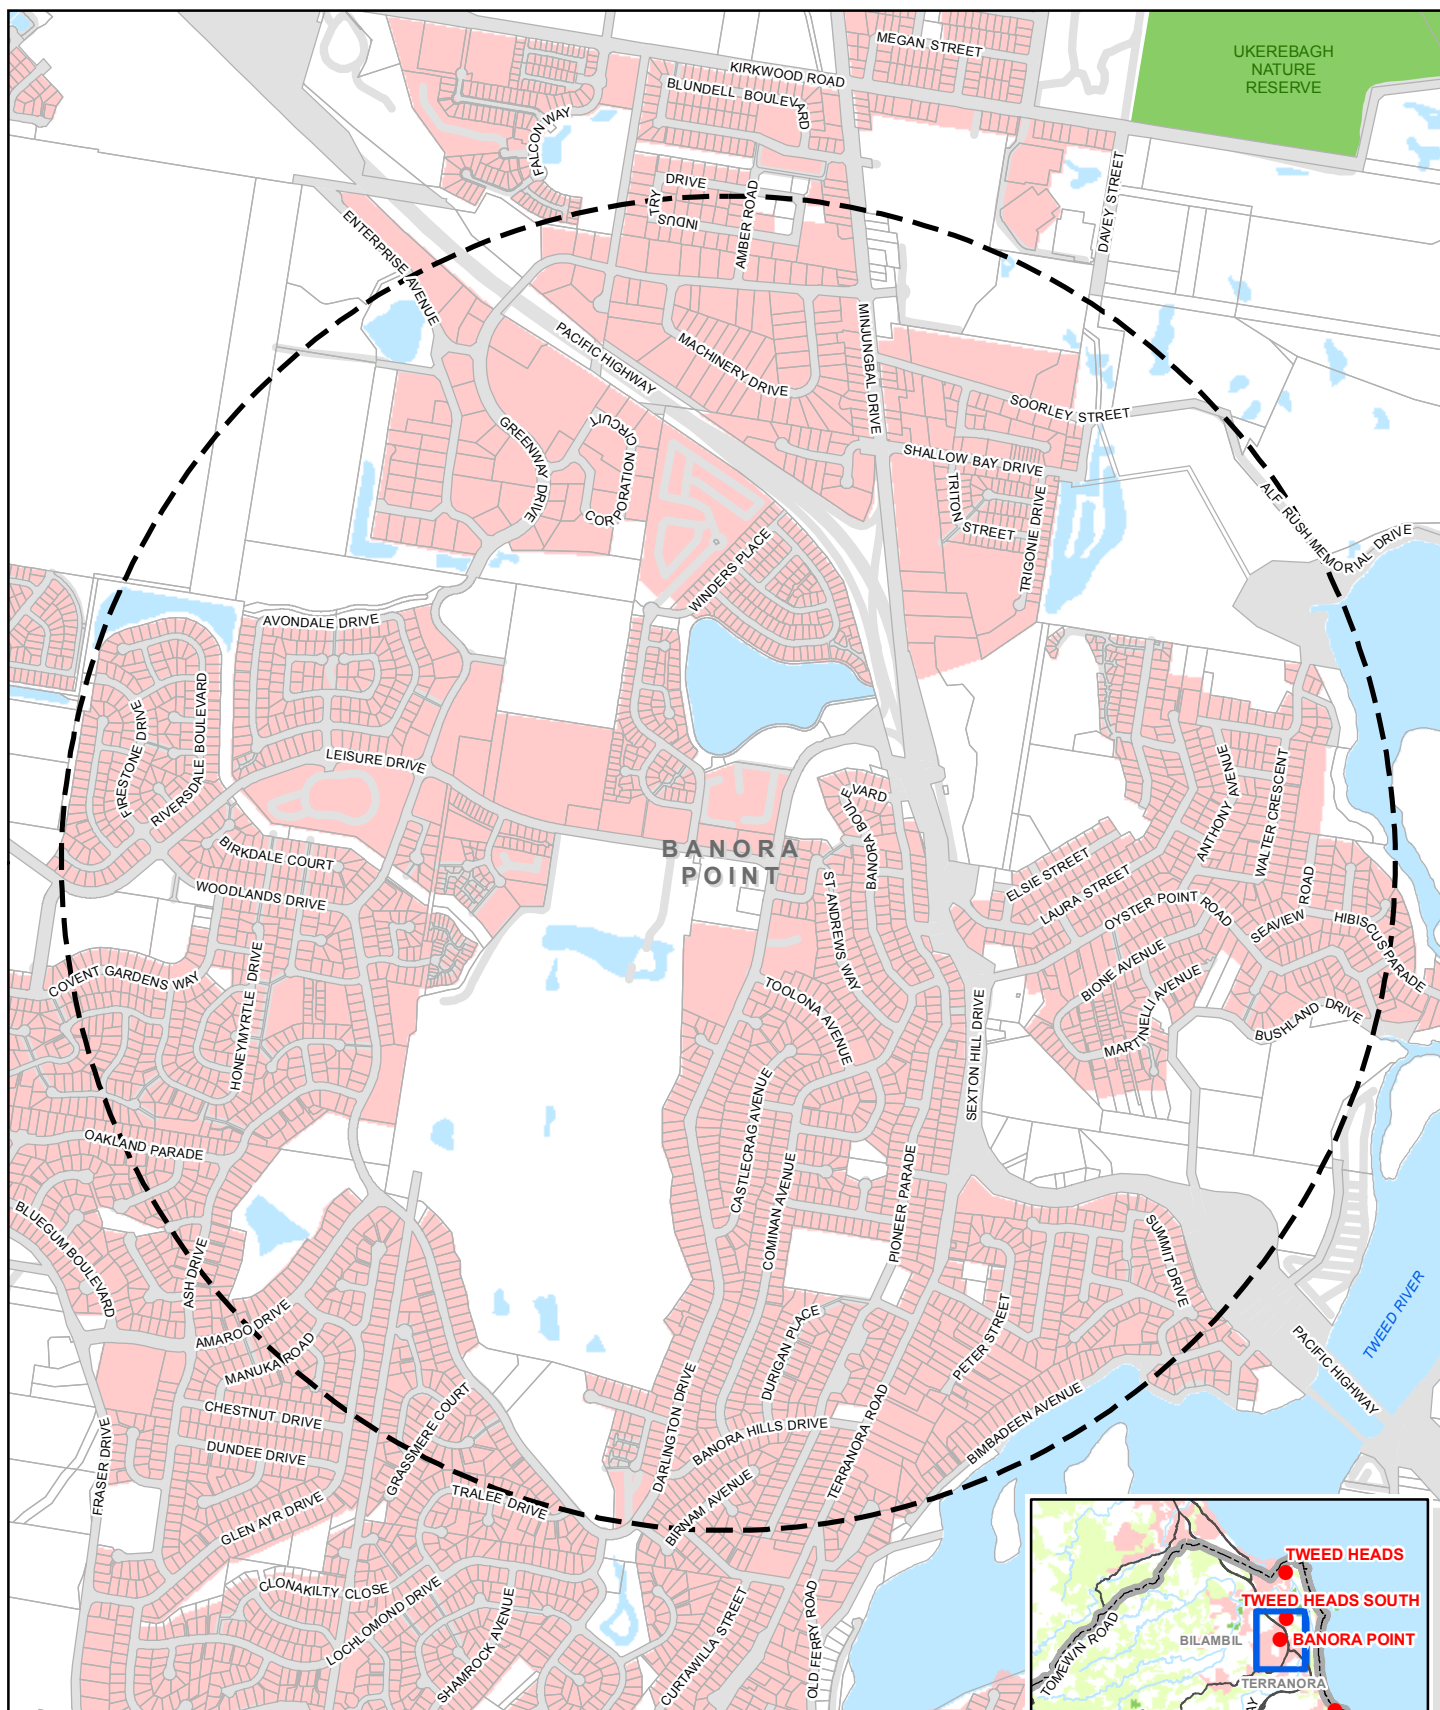 MEGAN STREET
UKEREBAGH
NATURE
RESERVE
KIRKWOOD ROAD
BLUNDELL BOULEVARD
FALCON WAY
DRIVE
INDUSTRY
AMBER ROAD
DAVEY STREET
ENTERPRISE AVENUE
PACIFIC HIGHWAY
MACHINERY DRIVE
MINJUNGBAL DRIVE
SOORLEY STREET
GREENWAY DRIVE
CORPORATION CIRCUIT
SHALLOW BAY DRIVE
TRITON STREET
TRIGONIE DRIVE
ALF RUSH MEMORIAL DRIVE
WINDERS PLACE
AVONDALE DRIVE
FIRESTONE DRIVE
RIVERSDALE BOULEVARD
LEISURE DRIVE
BANORA BOULEVARD
ANTHONY AVENUE
WALTER CRESCENT
BIRKDALE COURT
BANORA
POINT
ELSIE STREET
LAURA STREET
WOODLANDS DRIVE
ST ANDREWS WAY
OYSTER POINT ROAD
SEAVIEW ROAD
HIBISCUS PARADE
COVENT GARDENS WAY
HONEYMYRTLE DRIVE
TOOLONA AVENUE
BIONE AVENUE
MARTINELLI AVENUE
BUSHLAND DRIVE
SEXTON HILL DRIVE
OAKLAND PARADE
CASTLECRAG AVENUE
COMINAN AVENUE
PIONEER PARADE
BLUEGUM BOULEVARD
ASH DRIVE
SUMMIT DRIVE
AMAROO DRIVE
MANUKA ROAD
DURIGAN PLACE
PETER STREET
TWEED RIVER
PACIFIC HIGHWAY
CHESTNUT DRIVE
DUNDEE DRIVE
FRASER DRIVE
GRASSMERE COURT
DARLINGTON DRIVE
BANORA HILLS DRIVE
TERRANORA ROAD
BIMBADEEN AVENUE
GLEN AYR DRIVE
TRALEE DRIVE
BIRNAM AVENUE
CLONAKILTY CLOSE
LOCHLOMOND DRIVE
SHAMROCK AVENUE
CURTAWILLA STREET
OLD FERRY ROAD
TWEED HEADS
TWEED HEADS SOUTH
BILAMBIL
BANORA POINT
TOMEWIN ROAD
TERRANORA